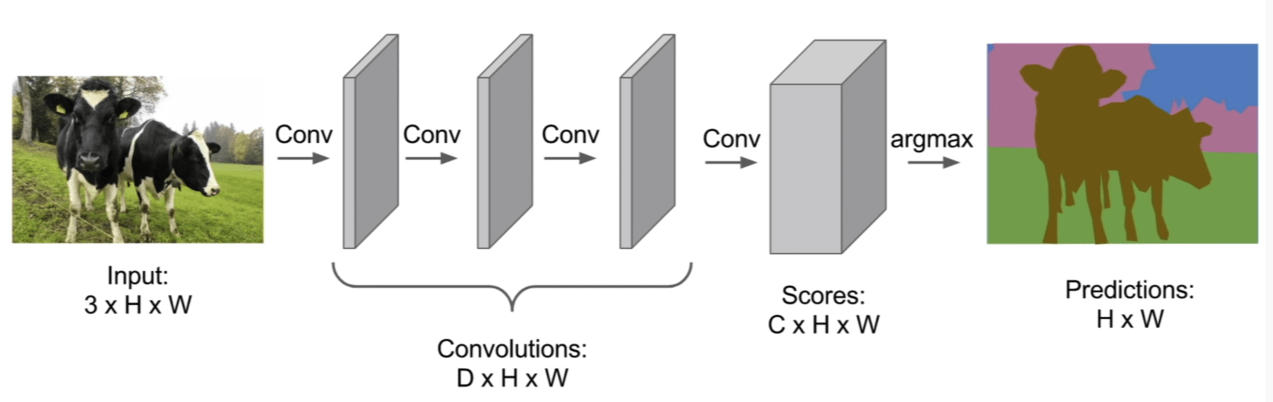 Conv
Conv
Conv
Conv
argmax
Input:
3 x H x W
Convolutions:
D x H x W
Scores:
C x H x W
Predictions:
H x W